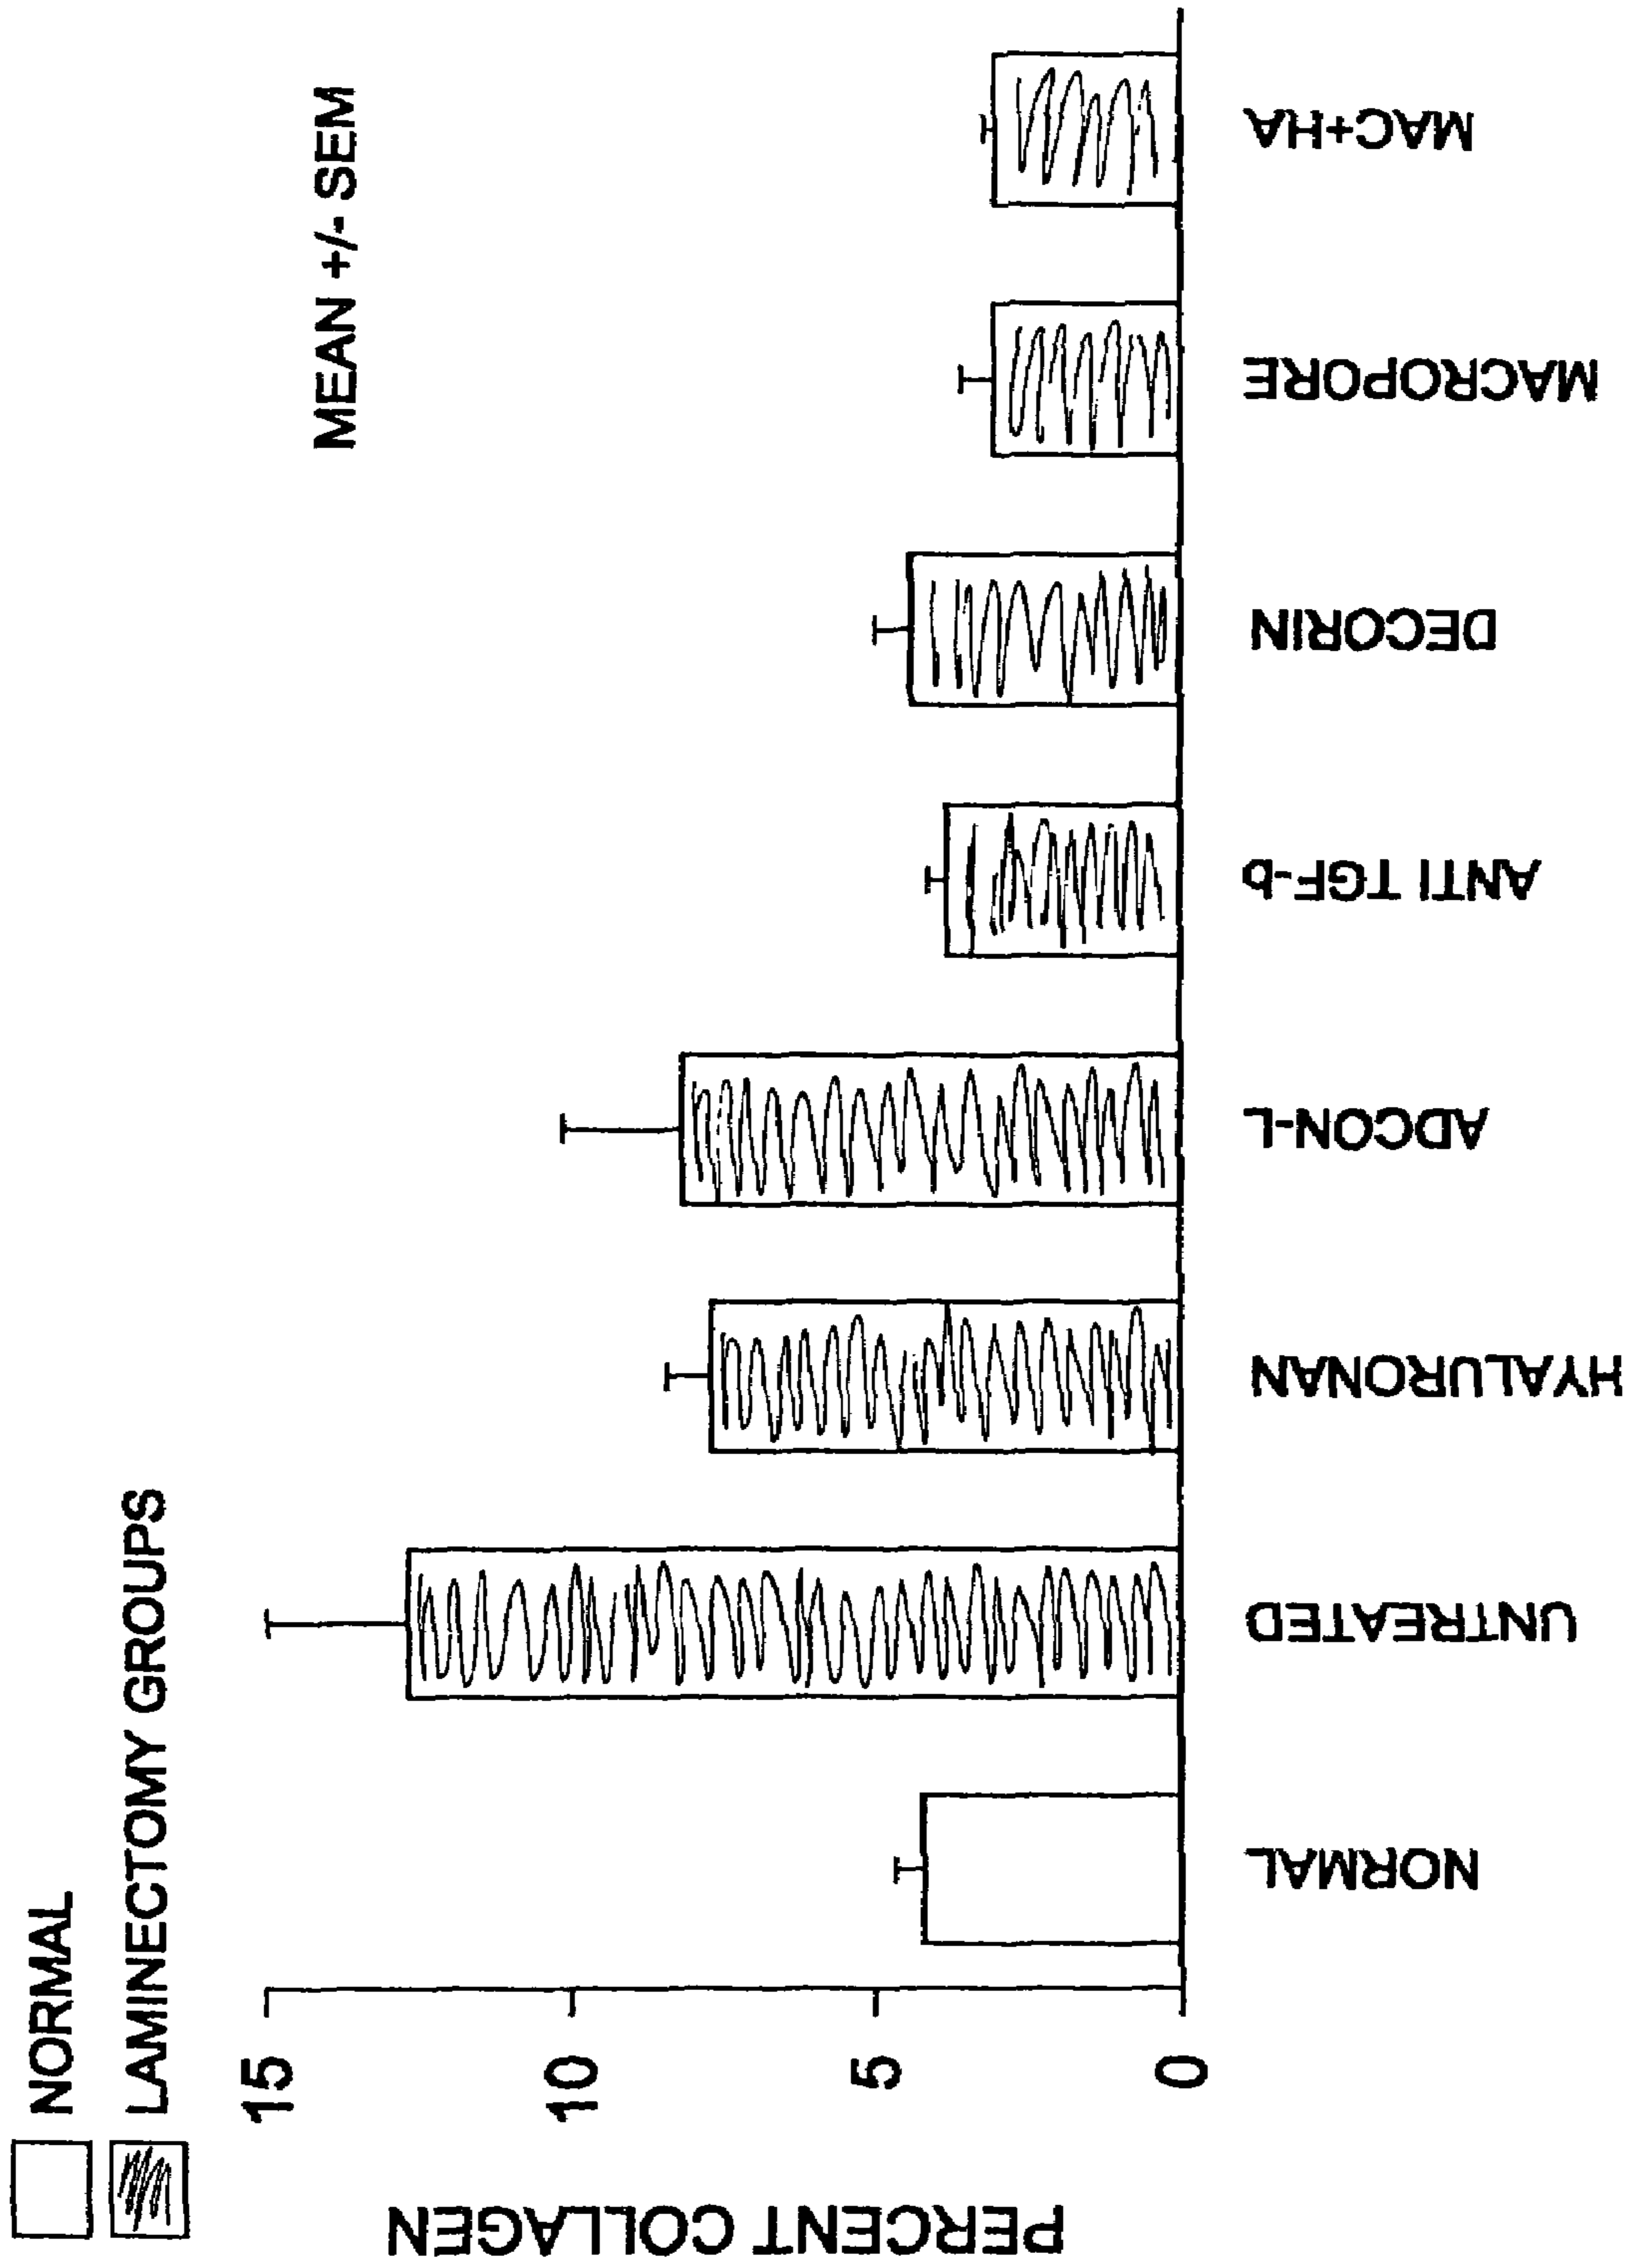 NORMAL
LAMINECTOMY GROUPS
MEAN +/- SEM
PERCENT COLLAGEN
15
10
5
0
NORMAL
UNTREATED
HYALURONAN
ADCON-L
ANTI TGF-b
DECORIN
MACROPORE
MAC+HA